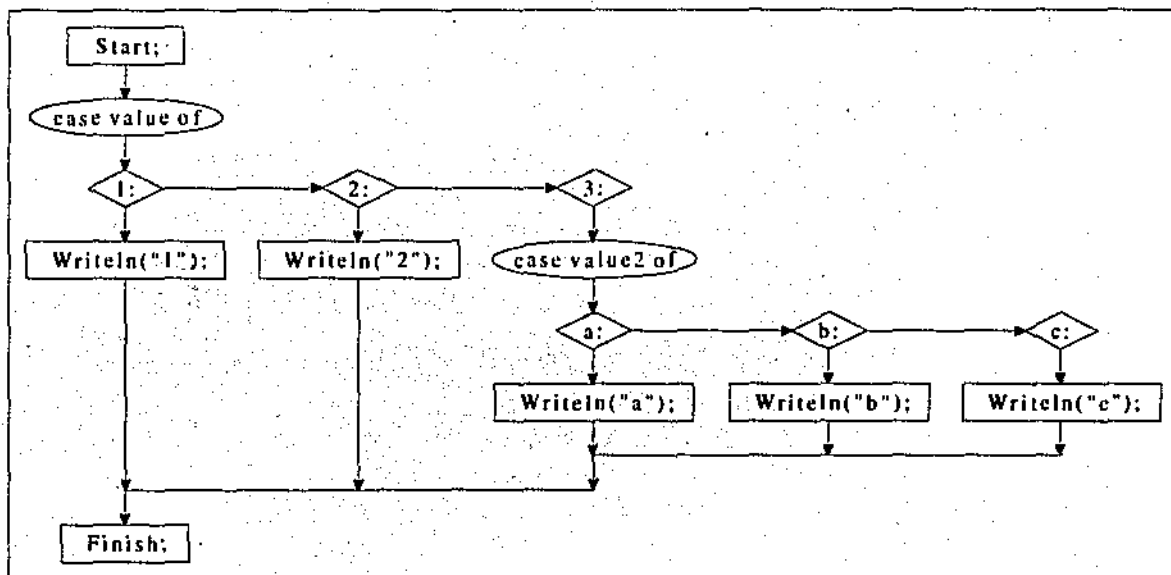 Start;
case value of
1:
2:
3:
Writeln("1");
Writeln("2");
case value2 of
a:
b:
c:
Writeln("a");
Writeln("b");
Writeln("c");
Finish;